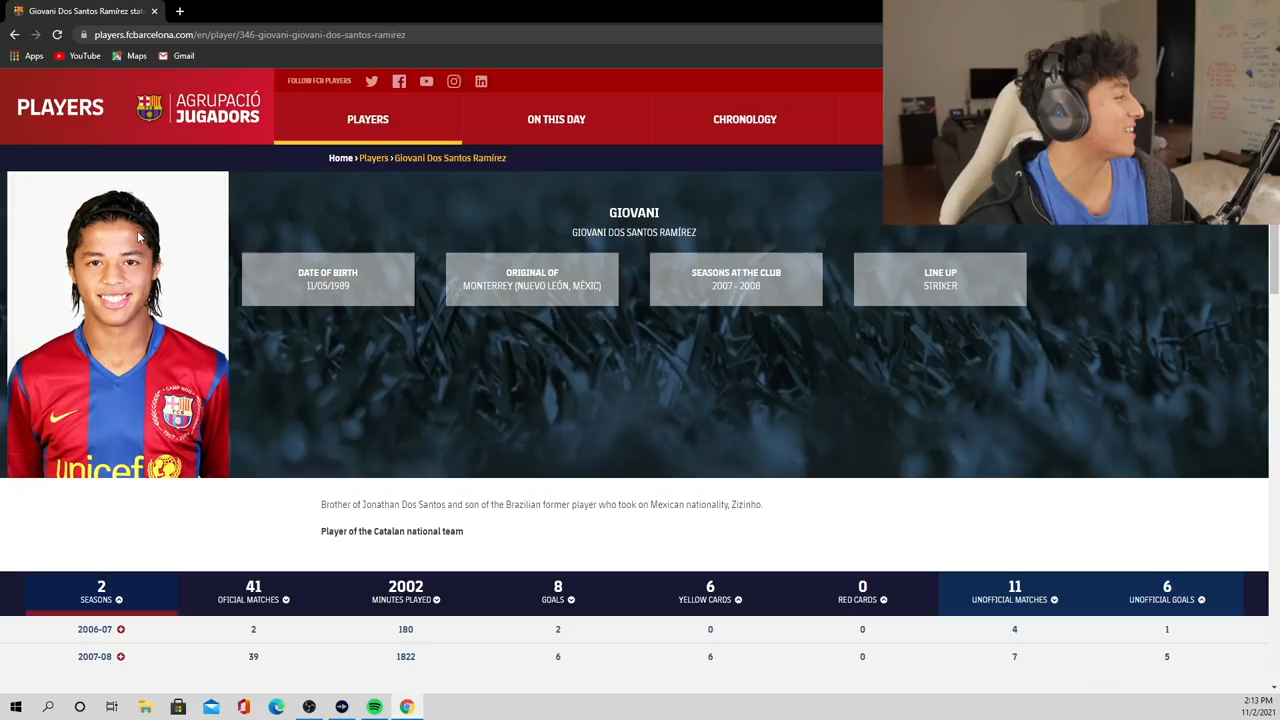 Giovani Dos Santos Ramírez stat
players.fcbarcelona.com/en/player/346-giovani-giovani-dos-santos-ramirez
Apps YouTube Maps Gmail
PLAYERS
AGRUPACIÓ
JUGADORS
FOLLOW FCB PLAYERS
PLAYERS ON THIS DAY CHRONOLOGY
Home › Players › Giovani Dos Santos Ramírez
GIOVANI
GIOVANI DOS SANTOS RAMÍREZ
DATE OF BIRTH
11/05/1989
ORIGINAL OF
MONTERREY (NUEVO LEÓN, MÈXIC)
SEASONS AT THE CLUB
2007 - 2008
LINE UP
STRIKER
unicef
Brother of Jonathan Dos Santos and son of the Brazilian former player who took on Mexican nationality, Zizinho.
Player of the Catalan national team
2 41 2002 8 6 0 11 6
SEASONS OFICIAL MATCHES MINUTES PLAYED GOALS YELLOW CARDS RED CARDS UNOFFICIAL MATCHES UNOFFICIAL GOALS
2006-07 2 180 2 0 0 4 1
2007-08 39 1822 6 6 0 7 5
2:13 PM
11/2/2021